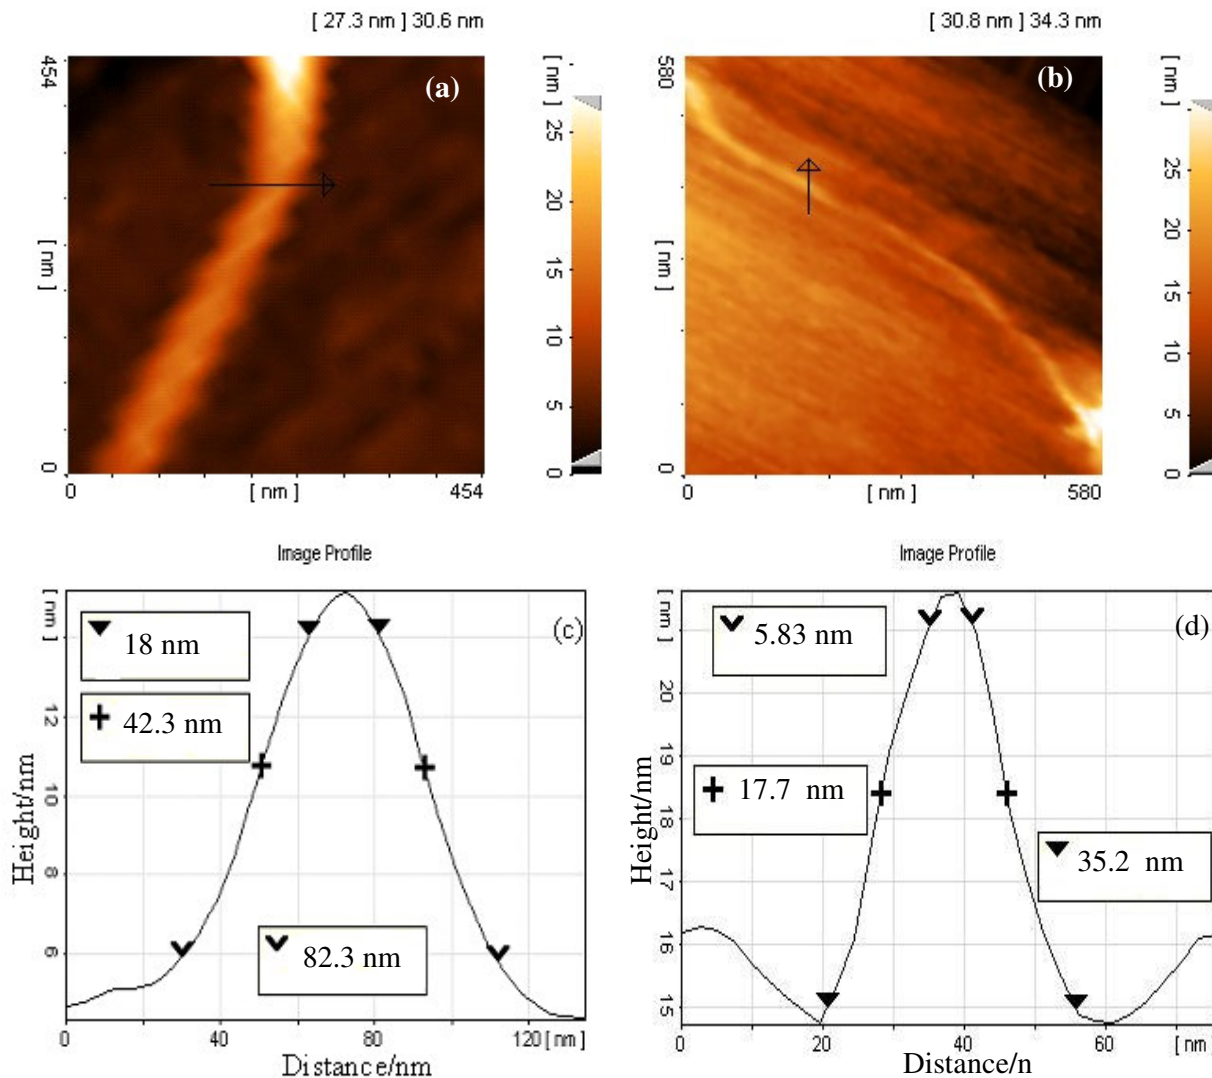 [ 27.3 nm ] 30.6 nm
[ 30.8 nm ] 34.3 nm
454
[ nm ]
0
(a)
0
[ nm ]
454
[ nm ]
25
20
15
10
5
0
580
[ nm ]
0
(b)
0
[ nm ]
580
[ nm ]
25
20
15
10
5
0
Image Profile
[ nm ]
12
10
8
6
Height/nm
18 nm
42.3 nm
82.3 nm
(c)
0
40
80
120 [ nm ]
Distance/nm
Image Profile
[ nm ]
20
19
18
17
16
15
Height/nm
5.83 nm
17.7 nm
35.2 nm
(d)
0
20
40
60
[ nm ]
Distance/n